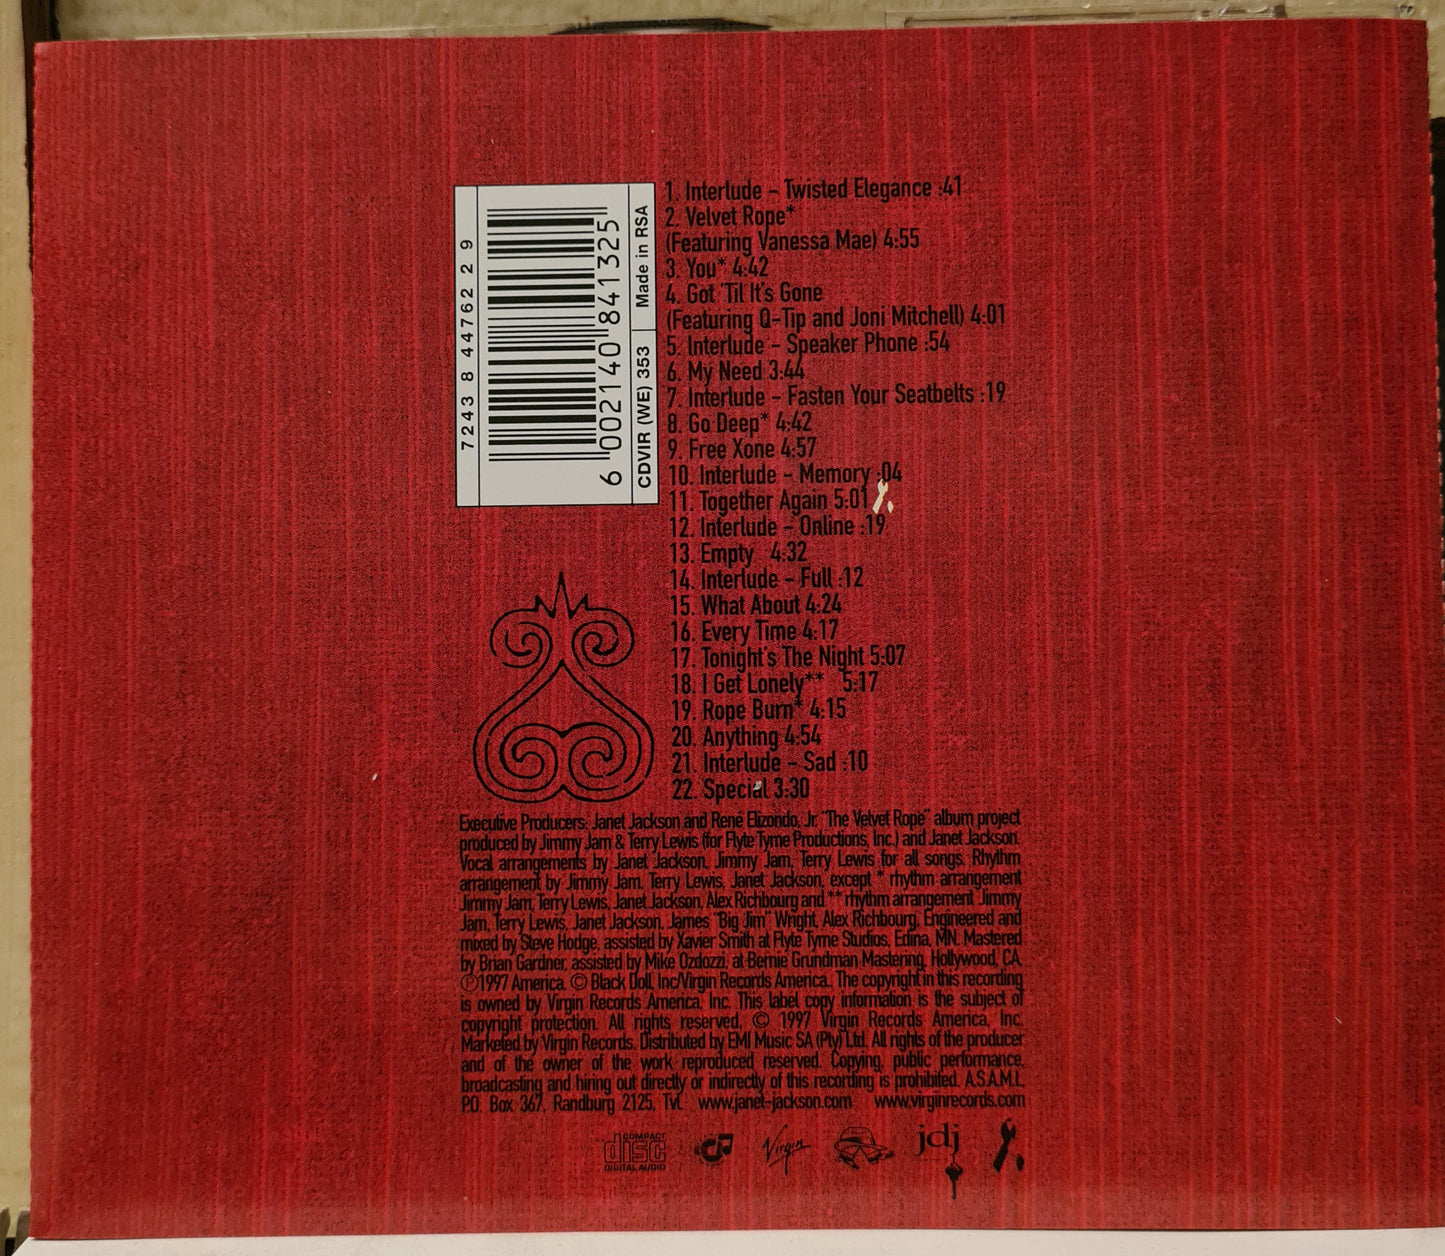 7243 8 44762 2 9
6 002140 841325
CDVIR (WE) 353
Made in RSA
1. Interlude - Twisted Elegance :41
2. Velvet Rope*
(Featuring Vanessa Mae) 4:55
3. You* 4:42
4. Got 'Til It's Gone
(Featuring Q-Tip and Joni Mitchell) 4:01
5. Interlude - Speaker Phone :54
6. My Need 3:44
7. Interlude - Fasten Your Seatbelts :19
8. Go Deep* 4:42
9. Free Xone 4:57
10. Interlude - Memory :04
11. Together Again 5:01
12. Interlude - Online :19
13. Empty 4:32
14. Interlude - Full :12
15. What About 4:24
16. Every Time 4:17
17. Tonight's The Night 5:07
18. I Get Lonely** 5:17
19. Rope Burn* 4:15
20. Anything 4:54
21. Interlude - Sad :10
22. Special 3:30
Executive Producers: Janet Jackson and René Elizondo, Jr. "The Velvet Rope" album project
produced by Jimmy Jam & Terry Lewis (for Flyte Tyme Productions, Inc.) and Janet Jackson.
Vocal arrangements by Janet Jackson, Jimmy Jam, Terry Lewis for all songs. Rhythm
arrangement by Jimmy Jam, Terry Lewis, Janet Jackson, except * rhythm arrangement
Jimmy Jam, Terry Lewis, Janet Jackson, Alex Richbourg and ** rhythm arrangement Jimmy
Jam, Terry Lewis, Janet Jackson, James "Big Jim" Wright, Alex Richbourg. Engineered and
mixed by Steve Hodge, assisted by Xavier Smith at Flyte Tyme Studios, Edina, MN. Mastered
by Brian Gardner, assisted by Mike Ozdozzi, at Bernie Grundman Mastering, Hollywood, CA.
℗1997 America. © Black Doll, Inc/Virgin Records America. The copyright in this recording
is owned by Virgin Records America, Inc. This label copy information is the subject of
copyright protection. All rights reserved. © 1997 Virgin Records America, Inc.
Marketed by Virgin Records. Distributed by EMI Music SA (Pty) Ltd. All rights of the producer
and of the owner of the work reproduced reserved. Copying, public performance,
broadcasting and hiring out directly or indirectly of this recording is prohibited. A.S.A.M.I.
P.O. Box 367, Randburg 2125, Tvl. www.janet-jackson.com www.virginrecords.com
COMPACT
disc
DIGITAL AUDIO
Virgin
jdj